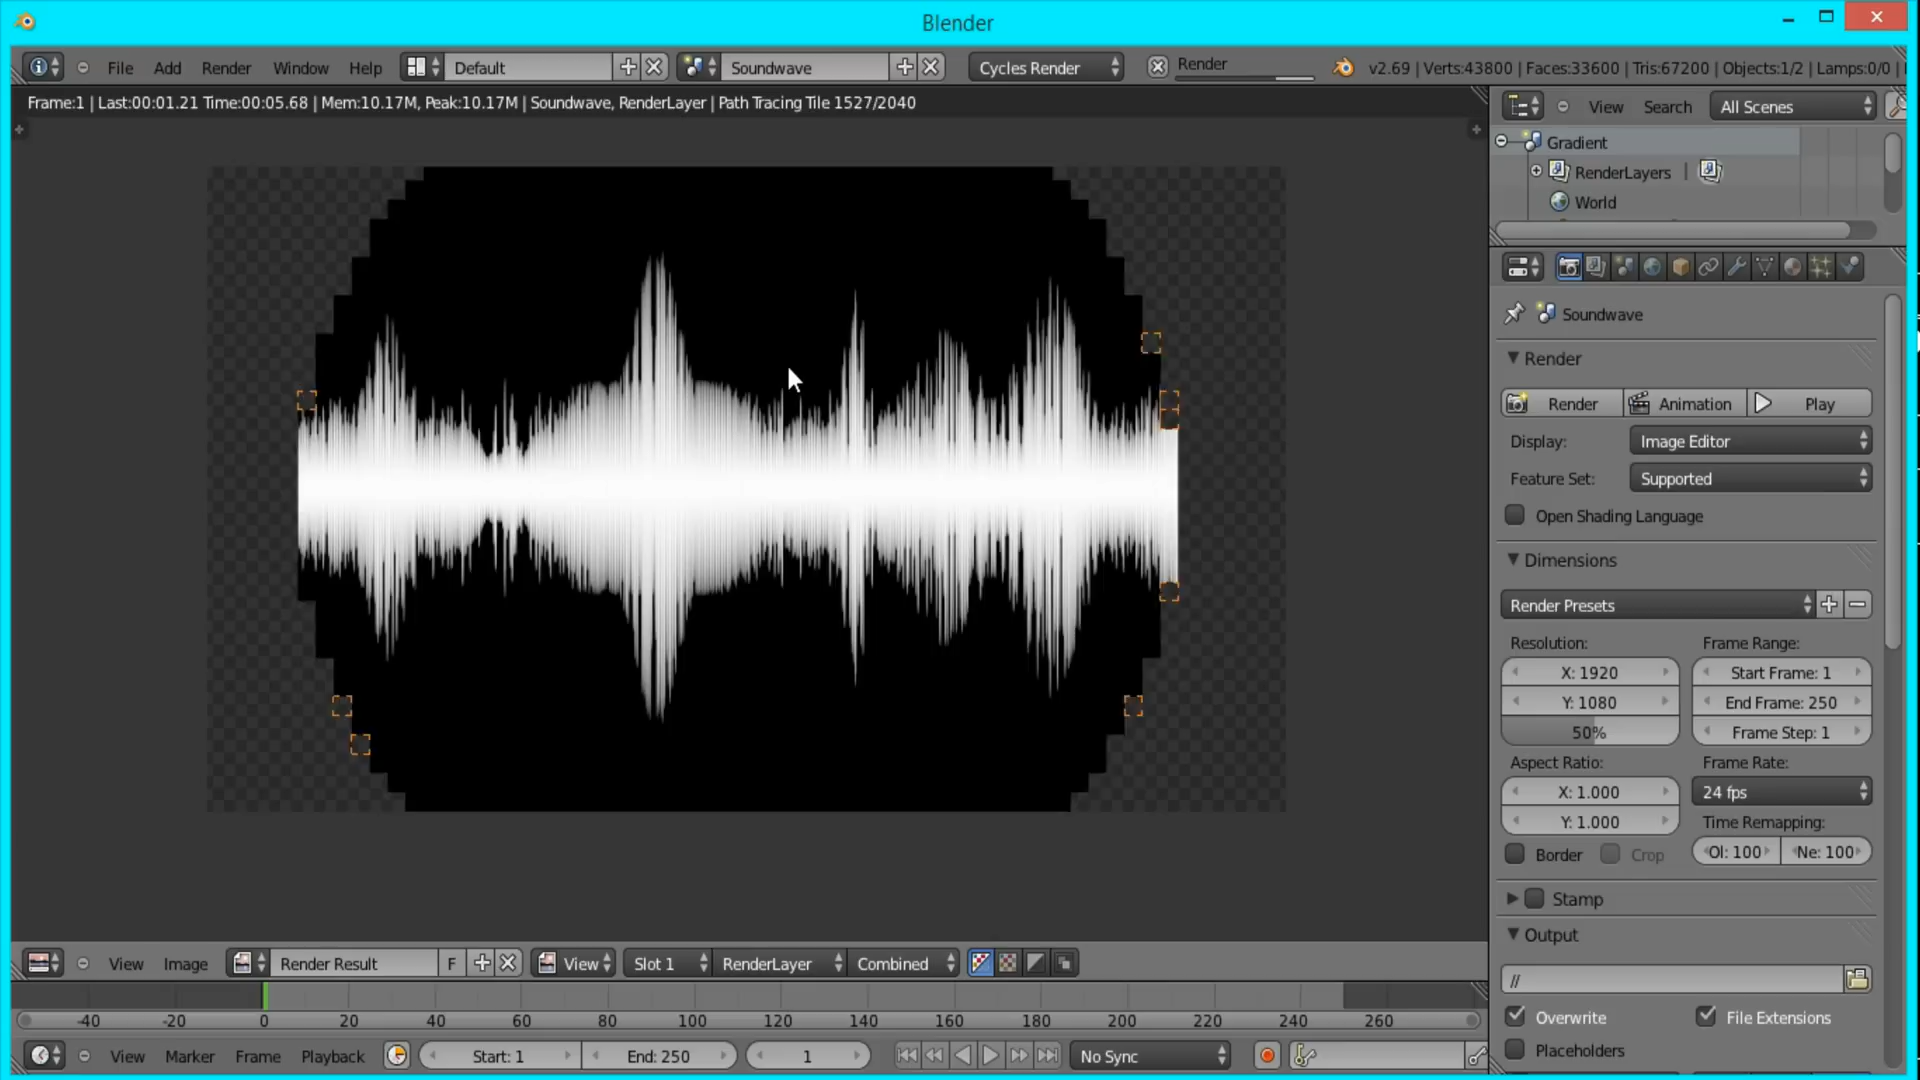 Blender
File Add Render Window Help Default Soundwave Cycles Render Render v2.69 | Verts:43800 | Faces:33600 | Tris:67200 | Objects:1/2 | Lamps:0/0 |
Frame:1 | Last:00:01.21 Time:00:05.68 | Mem:10.17M, Peak:10.17M | Soundwave, RenderLayer | Path Tracing Tile 1527/2040
View Search All Scenes
Gradient
RenderLayers |
World
Soundwave
Render
Render Animation Play
Display: Image Editor
Feature Set: Supported
Open Shading Language
Dimensions
Render Presets
Resolution: Frame Range:
X: 1920 Start Frame: 1
Y: 1080 End Frame: 250
50% Frame Step: 1
Aspect Ratio: Frame Rate:
X: 1.000 24 fps
Y: 1.000 Time Remapping:
Border Crop Ol: 100 Ne: 100
Stamp
Output
//
Overwrite File Extensions
Placeholders
View Image Render Result F View Slot 1 RenderLayer Combined
-40 -20 0 20 40 60 80 100 120 140 160 180 200 220 240 260
View Marker Frame Playback Start: 1 End: 250 1 No Sync